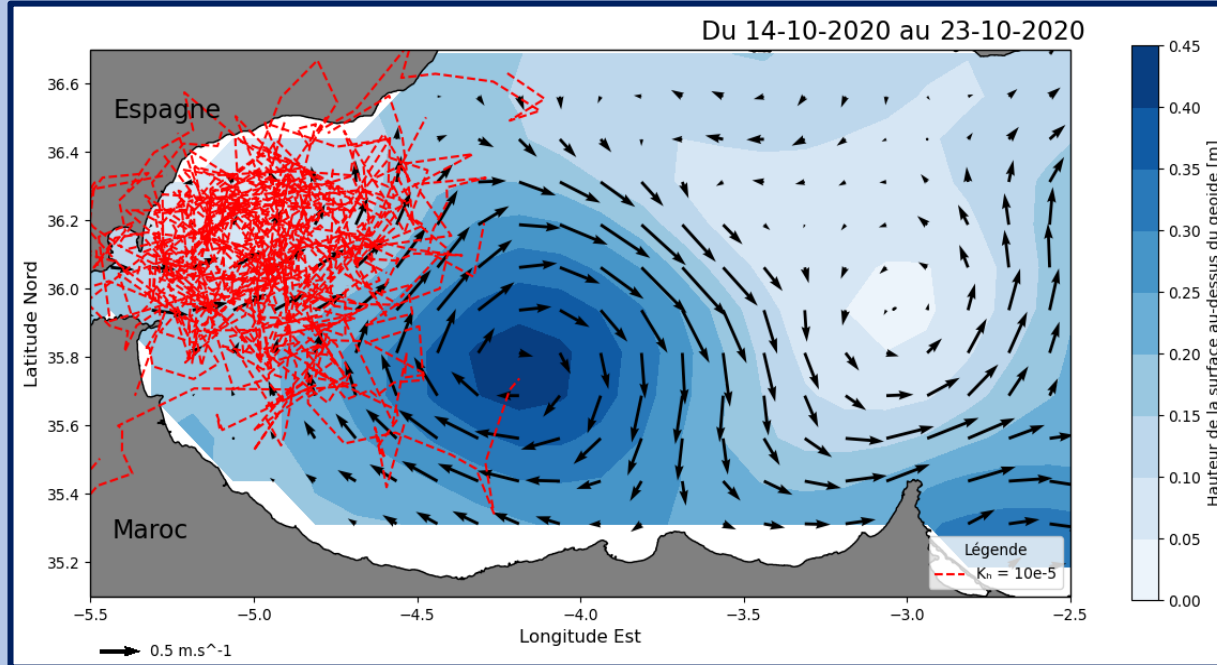 Du 14-10-2020 au 23-10-2020
Espagne
Maroc
Latitude Nord
36.6
36.4
36.2
36.0
35.8
35.6
35.4
35.2
−5.5
−5.0
−4.5
−4.0
−3.5
−3.0
−2.5
Longitude Est
0.5 m.s^-1
Légende
Kₕ = 10e-5
0.45
0.40
0.35
0.30
0.25
0.20
0.15
0.10
0.05
0.00
Hauteur de la surface au-dessus du geoide [m]